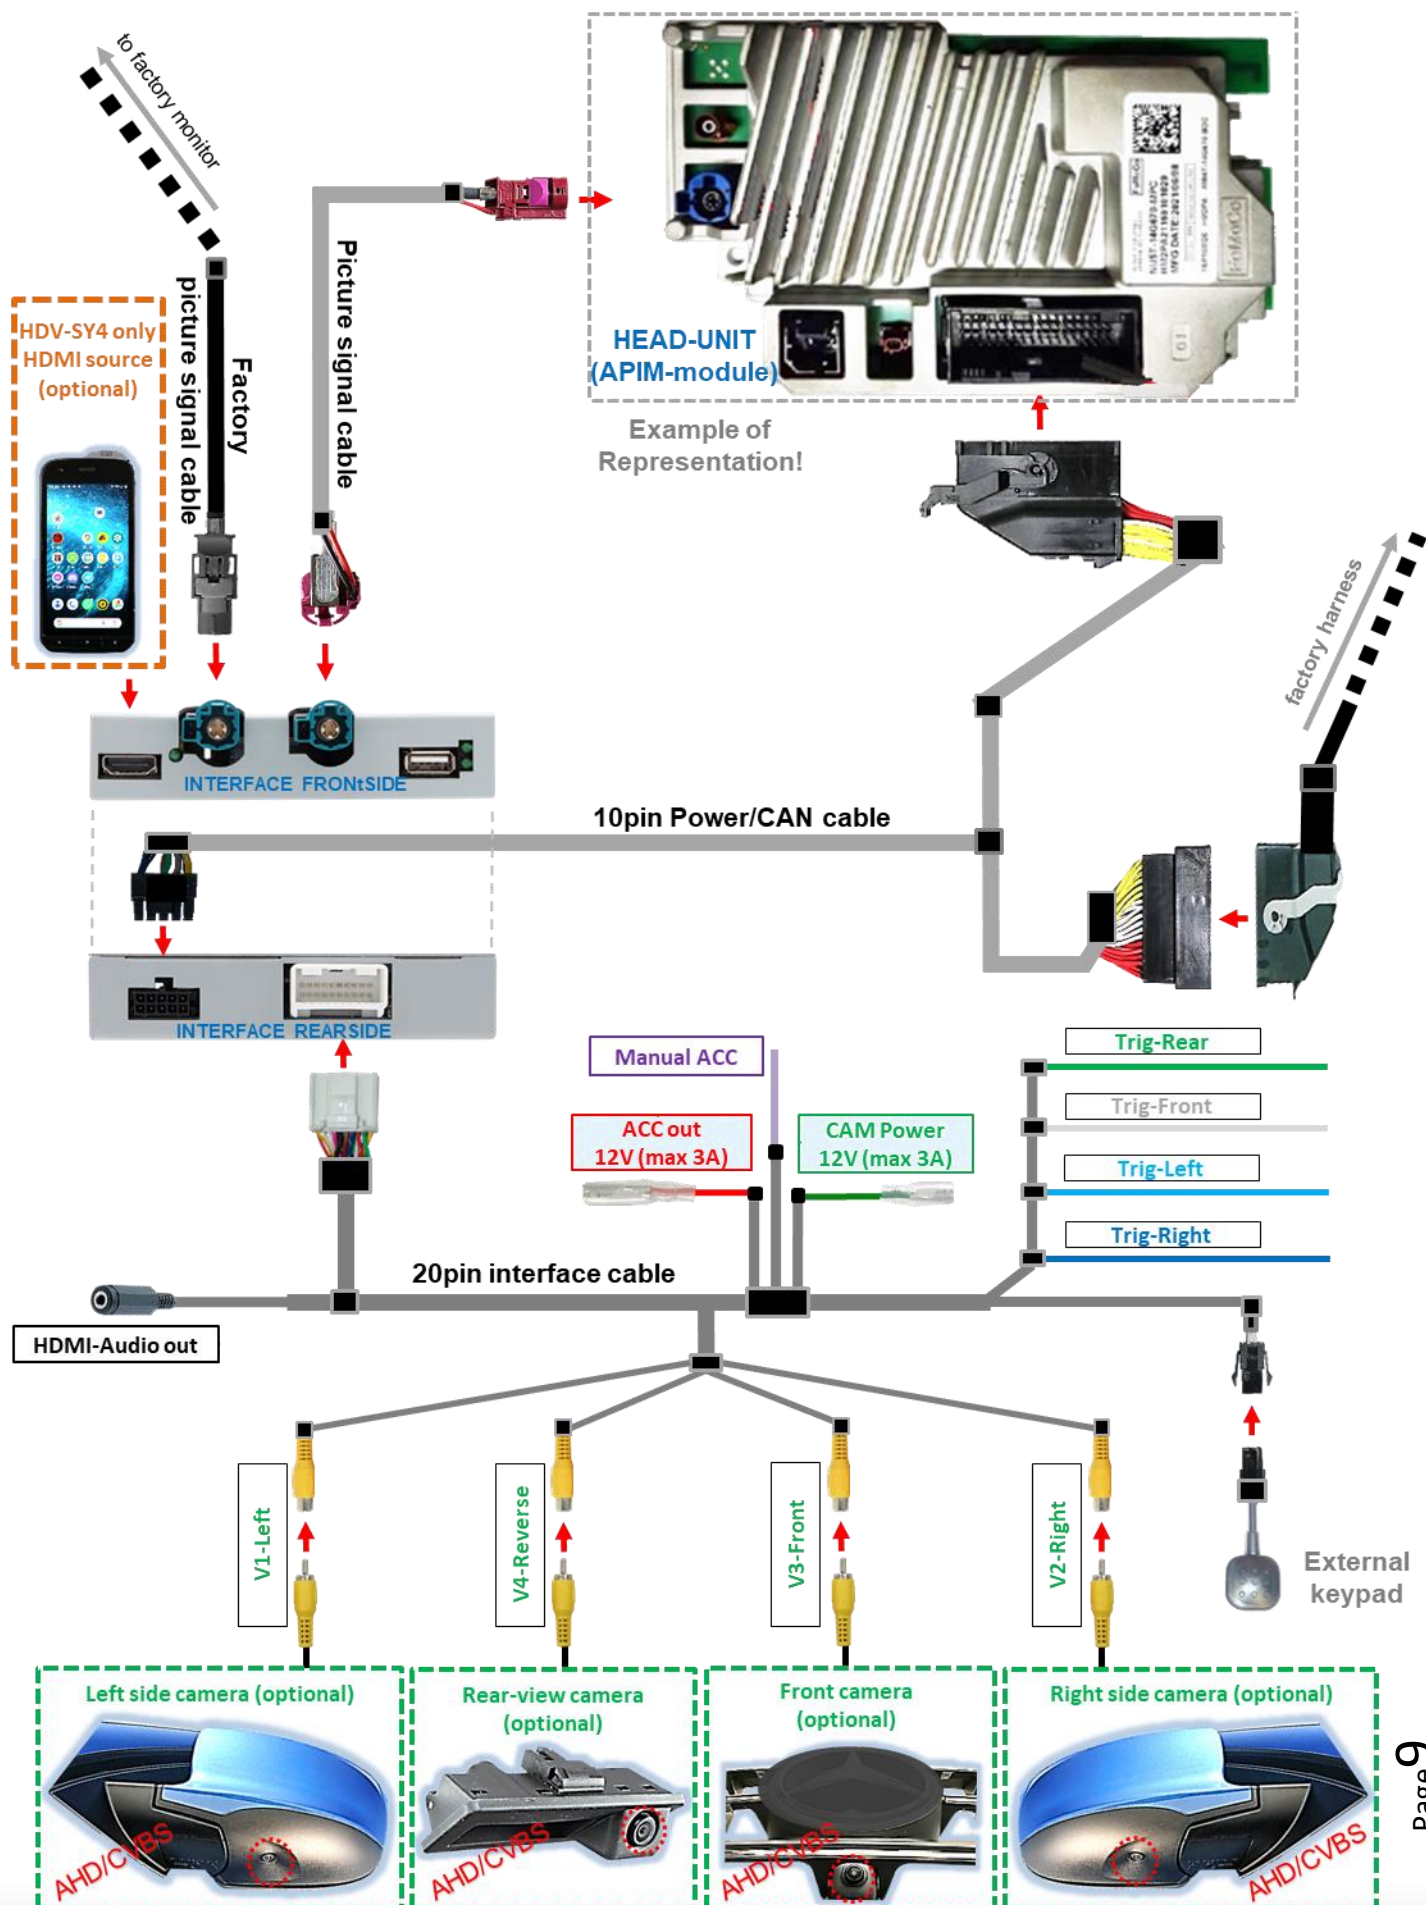 to factory monitor
HDV-SY4 only
HDMI source
(optional)
Factory
picture signal cable
Picture signal cable
HEAD-UNIT
(APIM-module)
Example of
Representation!
FoMoCo
factory harness
INTERFACE FRONtSIDE
10pin Power/CAN cable
INTERFACE REARSIDE
Manual ACC
ACC out
12V (max 3A)
CAM Power
12V (max 3A)
Trig-Rear
Trig-Front
Trig-Left
Trig-Right
20pin interface cable
HDMI-Audio out
V1-Left
V4-Reverse
V3-Front
V2-Right
External
keypad
Left side camera (optional)
Rear-view camera
(optional)
Front camera
(optional)
Right side camera (optional)
AHD/CVBS
AHD/CVBS
AHD/CVBS
AHD/CVBS
Page 9